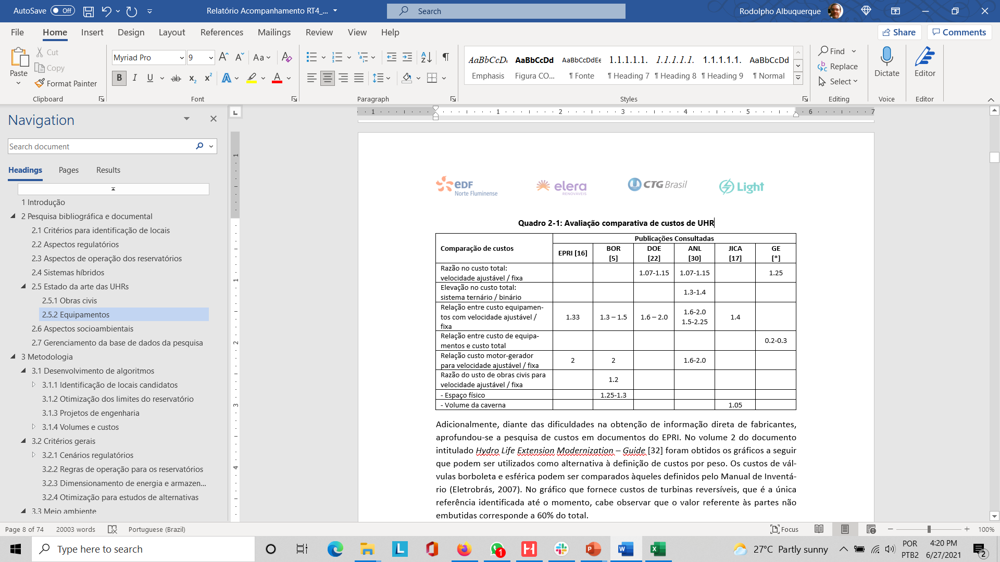 AutoSave Off
Relatório Acompanhamento RT4_...
Search
Rodolpho Albuquerque
File Home Insert Design Layout References Mailings Review View Help
Share Comments
Paste
Cut
Copy
Format Painter
Clipboard
Myriad Pro 9
Font
Paragraph
AaBbCcDd AaBbCcDd AaBbCcDdEe 1.1.1.1.1. 1.1.1.1.1. 1.1.1.1.1. AaBbCcDd
Emphasis Figura CO... ¶ Fonte ¶ Heading 7 ¶ Heading 8 ¶ Heading 9 ¶ Normal
Styles
Find
Replace
Select
Editing
Dictate
Voice
Editor
Editor
Navigation
Search document
Headings Pages Results
1 Introdução
2 Pesquisa bibliográfica e documental
2.1 Critérios para identificação de locais
2.2 Aspectos regulatórios
2.3 Aspectos de operação dos reservatórios
2.4 Sistemas híbridos
2.5 Estado da arte das UHRs
2.5.1 Obras civis
2.5.2 Equipamentos
2.6 Aspectos socioambientais
2.7 Gerenciamento da base de dados da pesquisa
3 Metodologia
3.1 Desenvolvimento de algoritmos
3.1.1 Identificação de locais candidatos
3.1.2 Otimização dos limites do reservatório
3.1.3 Projetos de engenharia
3.1.4 Volumes e custos
3.2 Critérios gerais
3.2.1 Cenários regulatórios
3.2.2 Regras de operação para os reservatórios
3.2.3 Dimensionamento de energia e armazen...
3.2.4 Otimização para estudos de alternativas
3.3 Meio ambiente
1 1 2 3 4 5 6 7
1 1 2 3 4
eDF
Norte Fluminense
elera
RENOVÁVEIS
CTG Brasil
Light
Quadro 2-1: Avaliação comparativa de custos de UHR
Comparação de custos
Publicações Consultadas
EPRI [16] BOR [5] DOE [22] ANL [30] JICA [17] GE [*]
Razão no custo total:
velocidade ajustável / fixa
1.07-1.15 1.07-1.15 1.25
Elevação no custo total:
sistema ternário / binário
1.3-1.4
Relação entre custo equipamen-
tos com velocidade ajustável /
fixa
1.33 1.3 – 1.5 1.6 – 2.0 1.6-2.0 1.4
1.5-2.25
Relação entre custo de equipa-
mentos e custo total
0.2-0.3
Relação custo motor-gerador
para velocidade ajustável / fixa
2 2 1.6-2.0
Razão do usto de obras civis para
velocidade ajustável / fixa
1.2
- Espaço físico 1.25-1.3
- Volume da caverna 1.05
Adicionalmente, diante das dificuldades na obtenção de informação direta de fabricantes,
aprofundou-se a pesquisa de custos em documentos do EPRI. No volume 2 do documento
intitulado Hydro Life Extension Modernization – Guide [32] foram obtidos os gráficos a seguir
que podem ser utilizados como alternativa à definição de custos por peso. Os custos de vál-
vulas borboleta e esférica podem ser comparados àqueles definidos pelo Manual de Inventá-
rio (Eletrobrás, 2007). No gráfico que fornece custos de turbinas reversíveis, que é a única
referência identificada até o momento, cabe observar que o valor referente às partes não
embutidas corresponde a 60% do total.
Page 8 of 74 20003 words Portuguese (Brazil)
Focus
100%
Type here to search
1
27°C Partly sunny
POR
PTB2
4:20 PM
6/27/2021
2